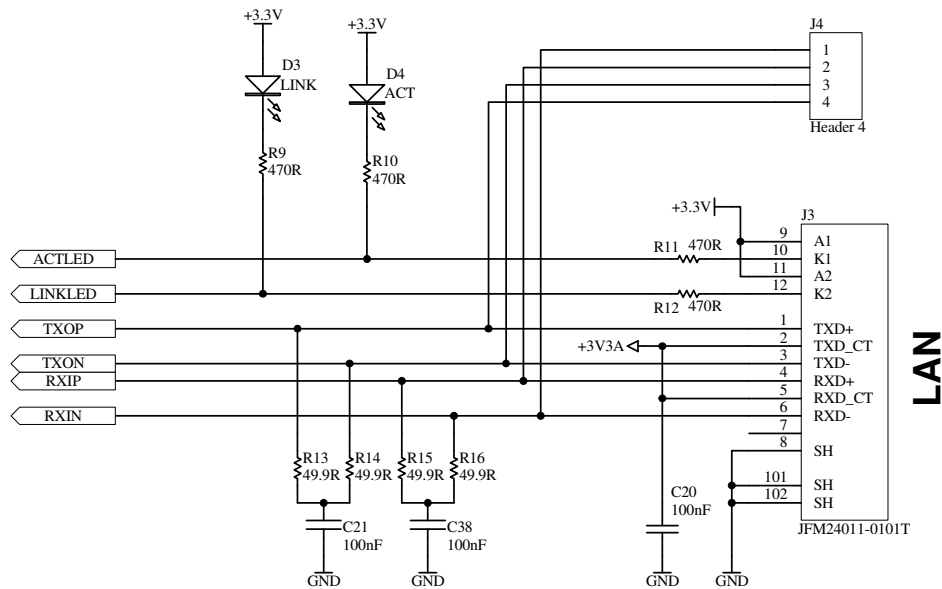 +3.3V
+3.3V
J4
D3
LINK
D4
ACT
1
2
3
4
Header 4
R9
470R
R10
470R
+3.3V
J3
ACTLED
R11 470R
9 A1
10 K1
11 A2
LINKLED
R12 470R
12 K2
TXOP
1 TXD+
+3V3A
2 TXD_CT
TXON
3 TXD-
RXIP
4 RXD+
5 RXD_CT
RXIN
6 RXD-
7
8 SH
101 SH
102 SH
LAN
JFM24011-0101T
R13
49.9R
R14
49.9R
R15
49.9R
R16
49.9R
C20
100nF
C21
100nF
C38
100nF
GND
GND
GND
GND